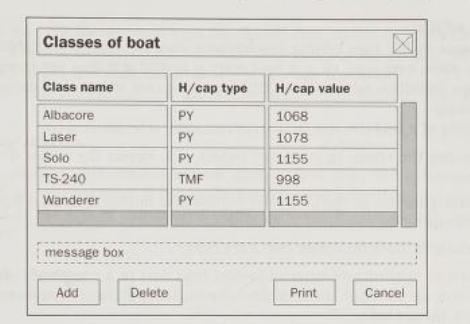 Classes of boat
Class name H/cap type H/cap value
Albacore PY 1068
Laser PY 1078
Solo PY 1155
TS-240 TMF 998
Wanderer PY 1155
message box
Add Delete Print Cancel